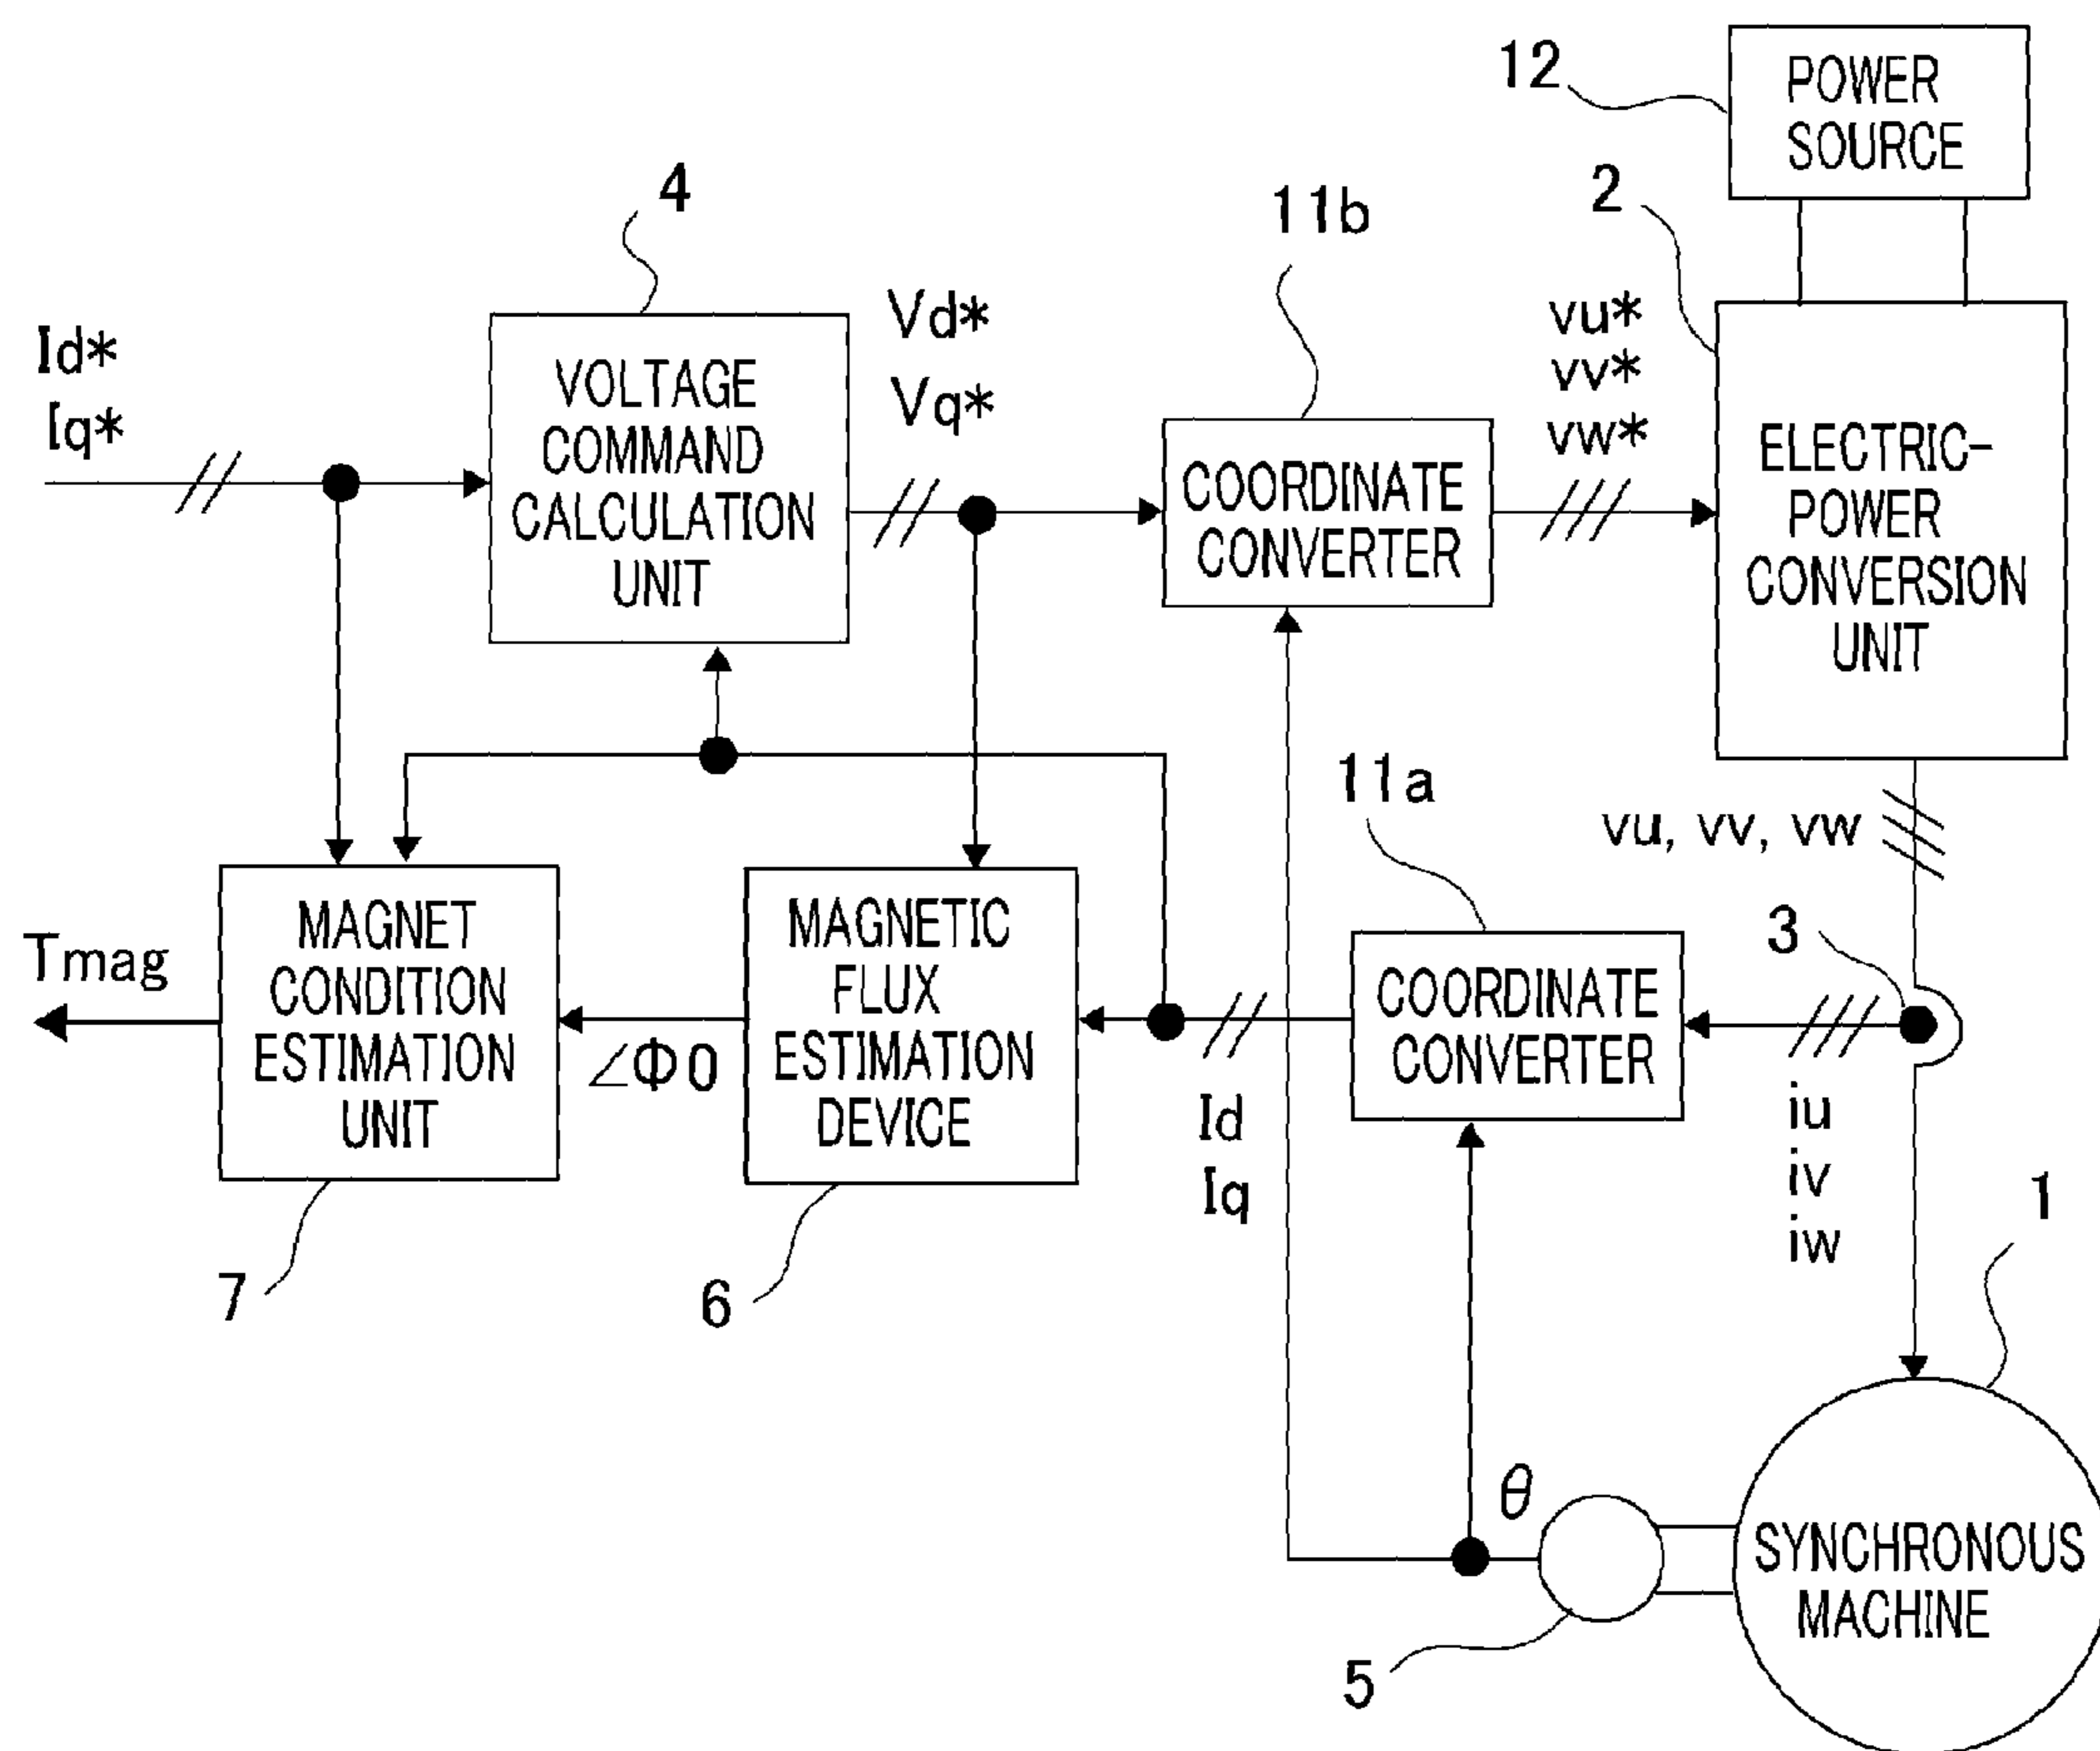 12
POWER
SOURCE
4
11b
2
Id*
Iq*
VOLTAGE
COMMAND
CALCULATION
UNIT
Vd*
Vq*
COORDINATE
CONVERTER
vu*
vv*
vw*
ELECTRIC-
POWER
CONVERSION
UNIT
11a
vu, vv, vw
3
Tmag
MAGNET
CONDITION
ESTIMATION
UNIT
∠Φ0
MAGNETIC
FLUX
ESTIMATION
DEVICE
Id
Iq
COORDINATE
CONVERTER
iu
iv
iw
1
7
6
θ
5
SYNCHRONOUS
MACHINE